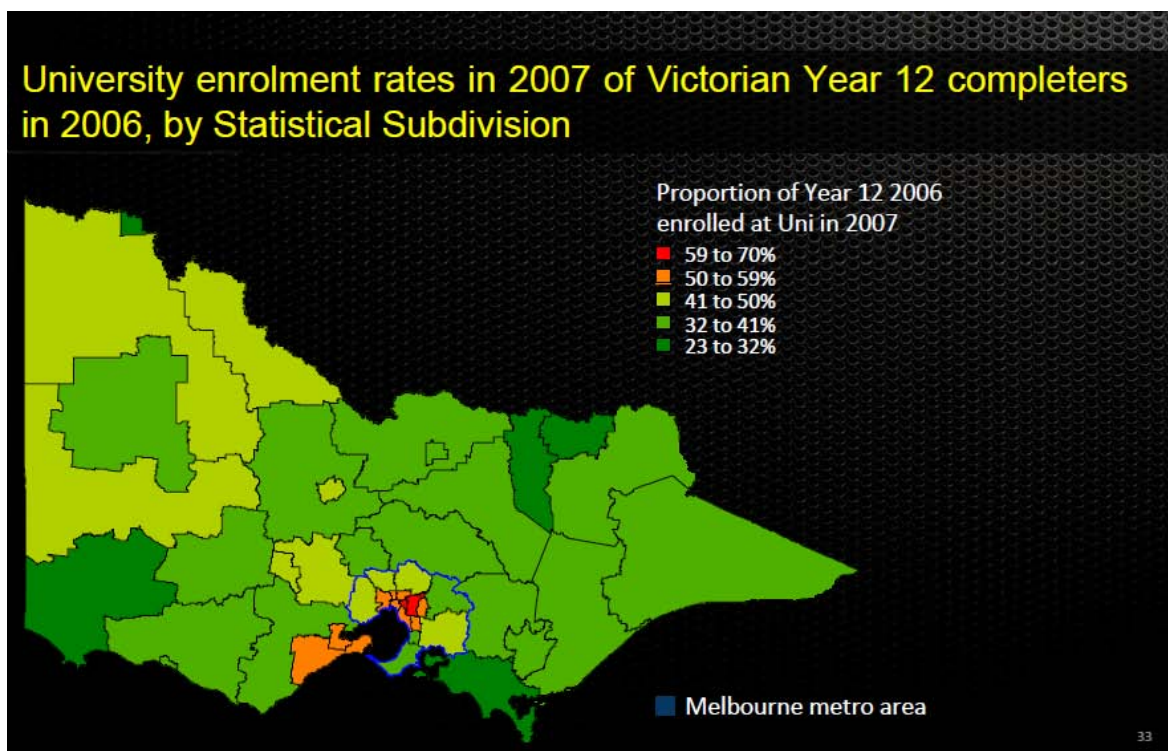 University enrolment rates in 2007 of Victorian Year 12 completers
in 2006, by Statistical Subdivision
Proportion of Year 12 2006
enrolled at Uni in 2007
59 to 70%
50 to 59%
41 to 50%
32 to 41%
23 to 32%
Melbourne metro area
33